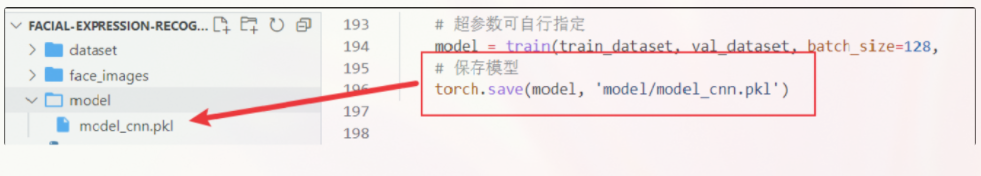 FACIAL-EXPRESSION-RECOG...
dataset
face_images
model
model_cnn.pkl
193 # 超参数可自行指定
194 model = train(train_dataset, val_dataset, batch_size=128,
195 # 保存模型
196 torch.save(model, 'model/model_cnn.pkl')
197
198